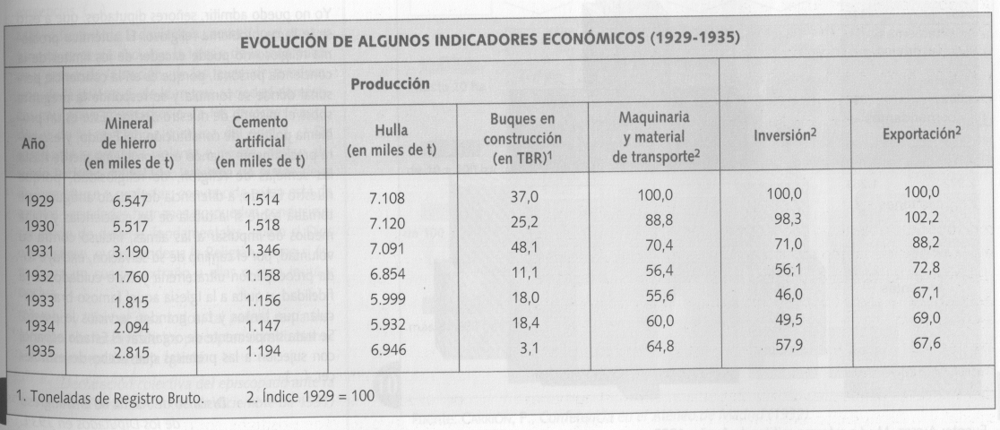 EVOLUCIÓN DE ALGUNOS INDICADORES ECONÓMICOS (1929-1935)
Producción
Año Mineral de hierro (en miles de t) Cemento artificial (en miles de t) Hulla (en miles de t) Buques en construcción (en TBR)1 Maquinaria y material de transporte2 Inversión2 Exportación2
1929 6.547 1.514 7.108 37,0 100,0 100,0 100,0
1930 5.517 1.518 7.120 25,2 88,8 98,3 102,2
1931 3.190 1.346 7.091 48,1 70,4 71,0 88,2
1932 1.760 1.158 6.854 11,1 56,4 56,1 72,8
1933 1.815 1.156 5.999 18,0 55,6 46,0 67,1
1934 2.094 1.147 5.932 18,4 60,0 49,5 69,0
1935 2.815 1.194 6.946 3,1 64,8 57,9 67,6
1. Toneladas de Registro Bruto. 2. Índice 1929 = 100